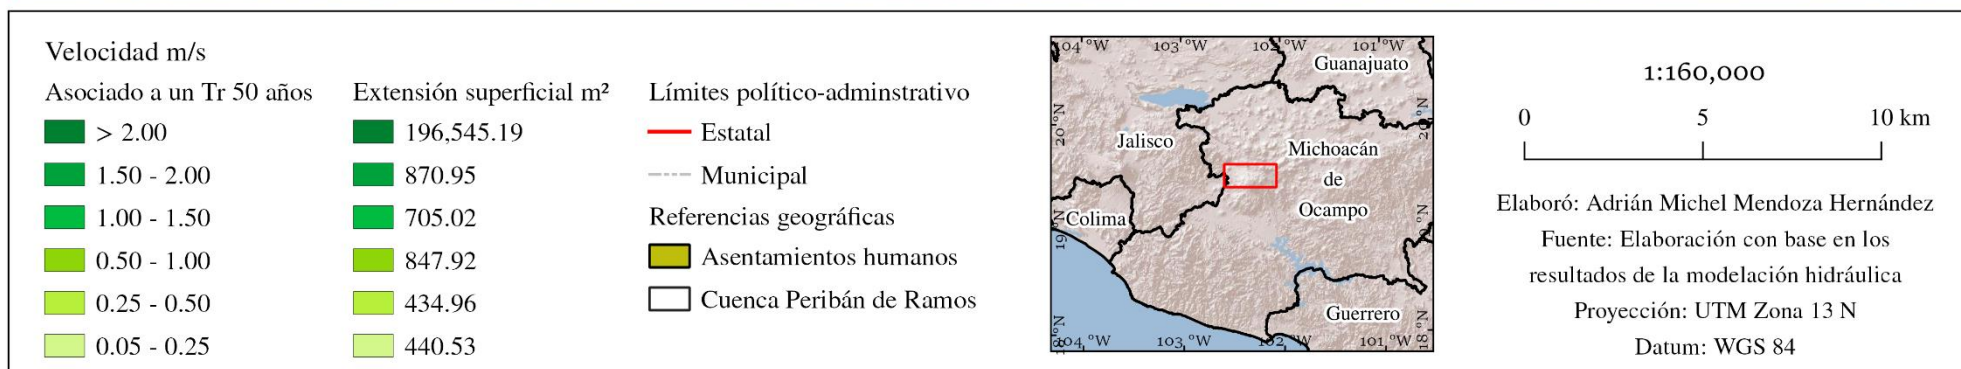 Velocidad m/s
Asociado a un Tr 50 años
> 2.00
1.50 - 2.00
1.00 - 1.50
0.50 - 1.00
0.25 - 0.50
0.05 - 0.25
Extensión superficial m²
196,545.19
870.95
705.02
847.92
434.96
440.53
Límites político-adminstrativo
Estatal
Municipal
Referencias geográficas
Asentamientos humanos
Cuenca Peribán de Ramos
104 °W
103 °W
102 °W
101 °W
Guanajuato
20 °N
20 °N
Jalisco
Michoacán
de
Ocampo
Colima
19 °N
19 °N
Guerrero
18 °N
18 °N
104 °W
103 °W
102 °W
101 °W
1:160,000
0 5 10 km
Elaboró: Adrián Michel Mendoza Hernández
Fuente: Elaboración con base en los
resultados de la modelación hidráulica
Proyección: UTM Zona 13 N
Datum: WGS 84